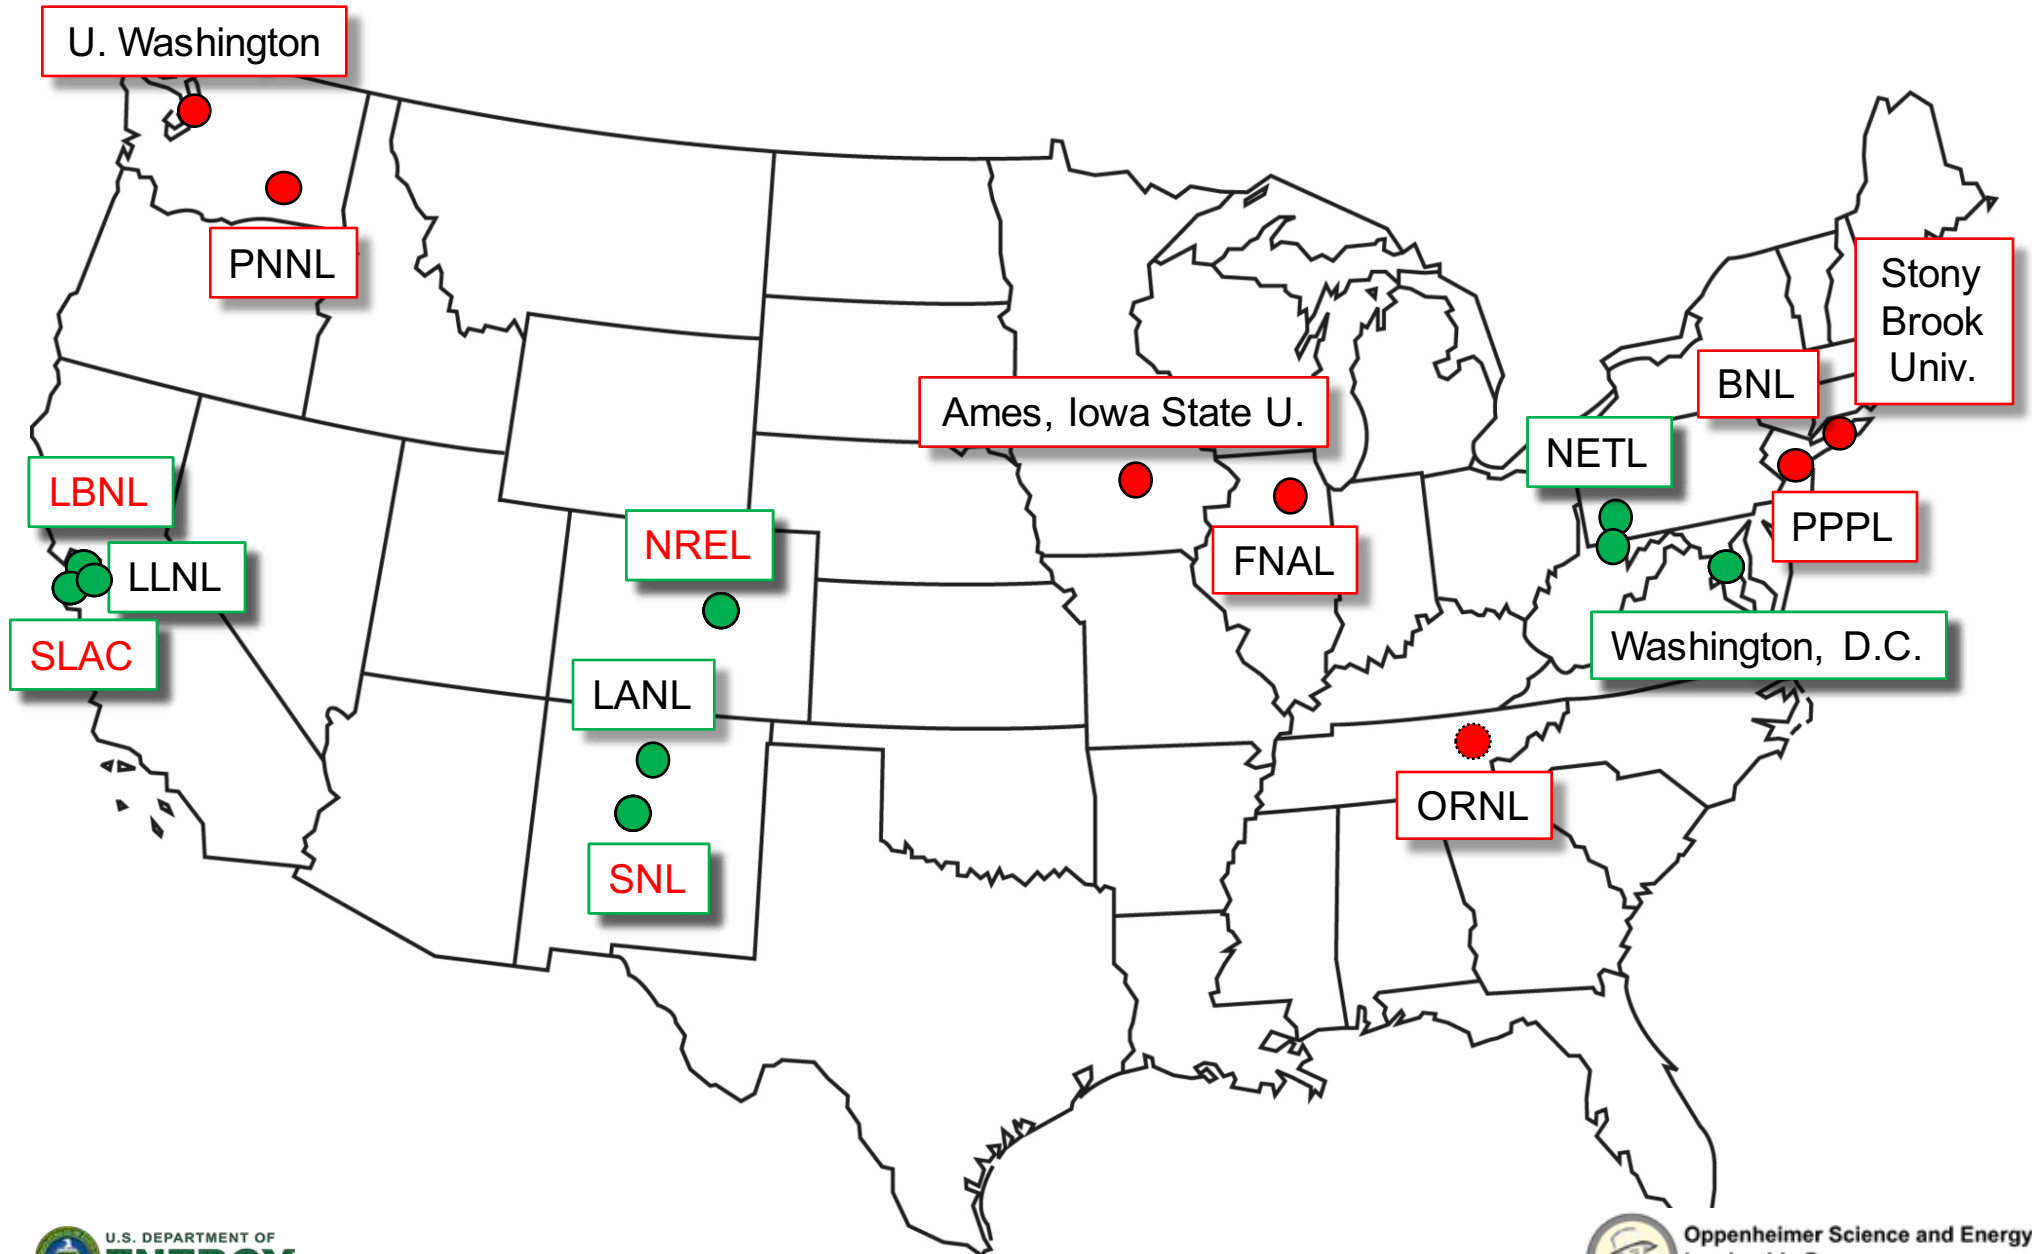 U. Washington
PNNL
Stony
Brook
Univ.
BNL
Ames, Iowa State U.
NETL
LBNL
NREL
PPPL
FNAL
LLNL
SLAC
Washington, D.C.
LANL
ORNL
SNL
U.S. DEPARTMENT OF
ENERGY
Oppenheimer Science and Energy